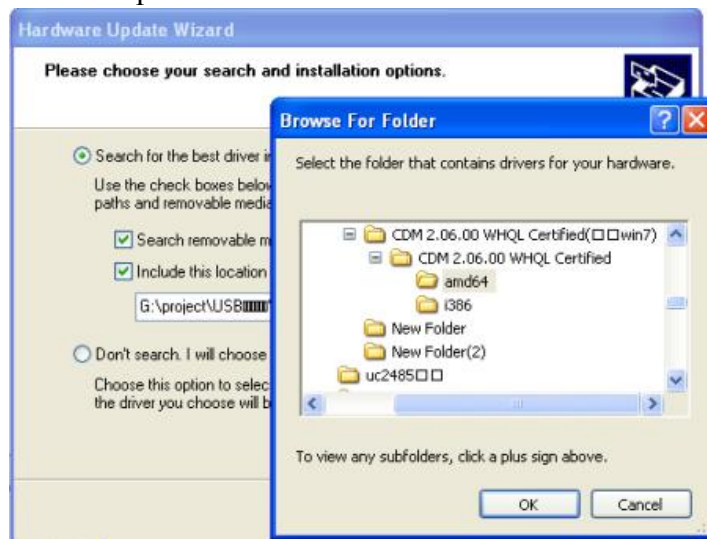 Hardware Update Wizard
Please choose your search and installation options.
Browse For Folder
Search for the best driver
Select the folder that contains drivers for your hardware.
Use the check boxes
paths and removable
Search removable
Include this location
G:\project\USB
Don't search. I will choose
Choose this option to
the driver you choose will
CDM 2.06.00 WHQL Certified(□□win7)
CDM 2.06.00 WHQL Certified
amd64
i386
New Folder
New Folder(2)
uc2485□□
To view any subfolders, click a plus sign above.
OK
Cancel